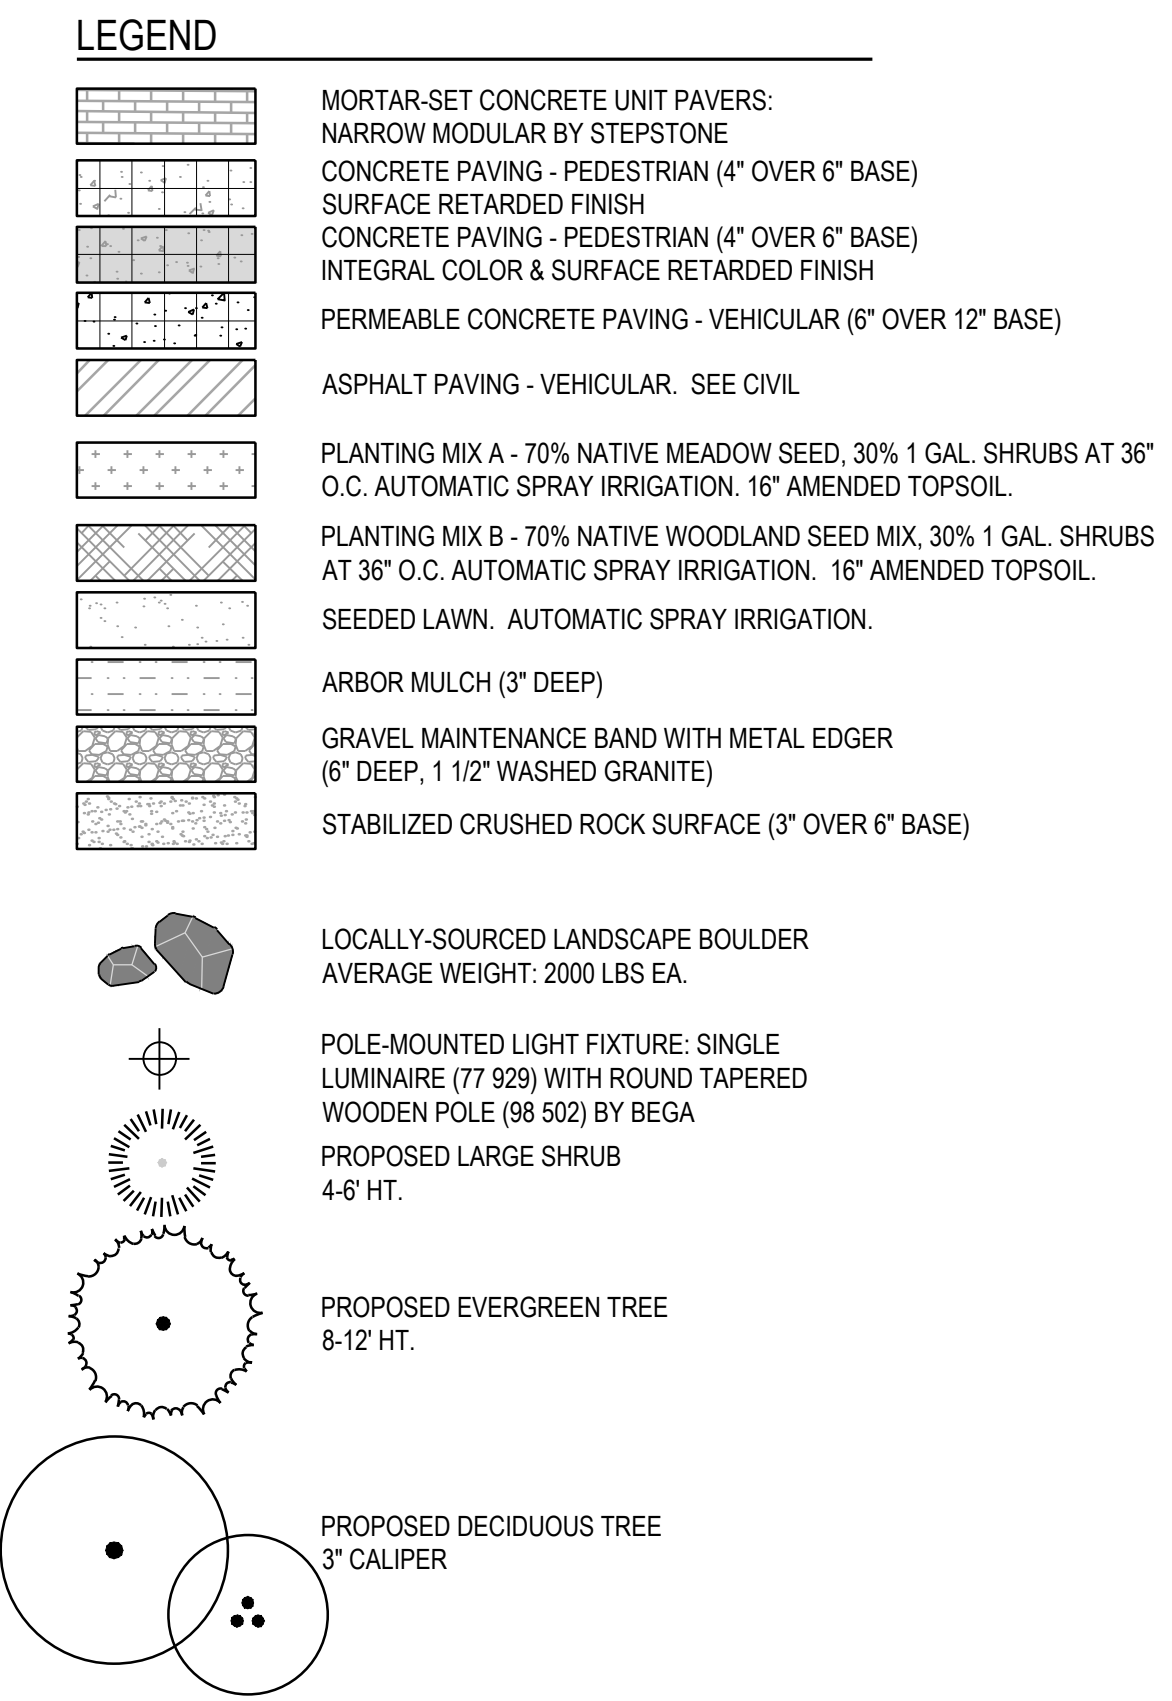 LEGEND
MORTAR-SET CONCRETE UNIT PAVERS:
NARROW MODULAR BY STEPSTONE
CONCRETE PAVING - PEDESTRIAN (4" OVER 6" BASE)
SURFACE RETARDED FINISH
CONCRETE PAVING - PEDESTRIAN (4" OVER 6" BASE)
INTEGRAL COLOR & SURFACE RETARDED FINISH
PERMEABLE CONCRETE PAVING - VEHICULAR (6" OVER 12" BASE)
ASPHALT PAVING - VEHICULAR.  SEE CIVIL
PLANTING MIX A - 70% NATIVE MEADOW SEED, 30% 1 GAL. SHRUBS AT 36"
O.C. AUTOMATIC SPRAY IRRIGATION. 16" AMENDED TOPSOIL.
PLANTING MIX B - 70% NATIVE WOODLAND SEED MIX, 30% 1 GAL. SHRUBS
AT 36" O.C. AUTOMATIC SPRAY IRRIGATION.  16" AMENDED TOPSOIL.
SEEDED LAWN.  AUTOMATIC SPRAY IRRIGATION.
ARBOR MULCH (3" DEEP)
GRAVEL MAINTENANCE BAND WITH METAL EDGER
(6" DEEP, 1 1/2" WASHED GRANITE)
STABILIZED CRUSHED ROCK SURFACE (3" OVER 6" BASE)
LOCALLY-SOURCED LANDSCAPE BOULDER
AVERAGE WEIGHT: 2000 LBS EA.
POLE-MOUNTED LIGHT FIXTURE: SINGLE
LUMINAIRE (77 929) WITH ROUND TAPERED
WOODEN POLE (98 502) BY BEGA
PROPOSED LARGE SHRUB
4-6' HT.
PROPOSED EVERGREEN TREE
8-12' HT.
PROPOSED DECIDUOUS TREE
3" CALIPER